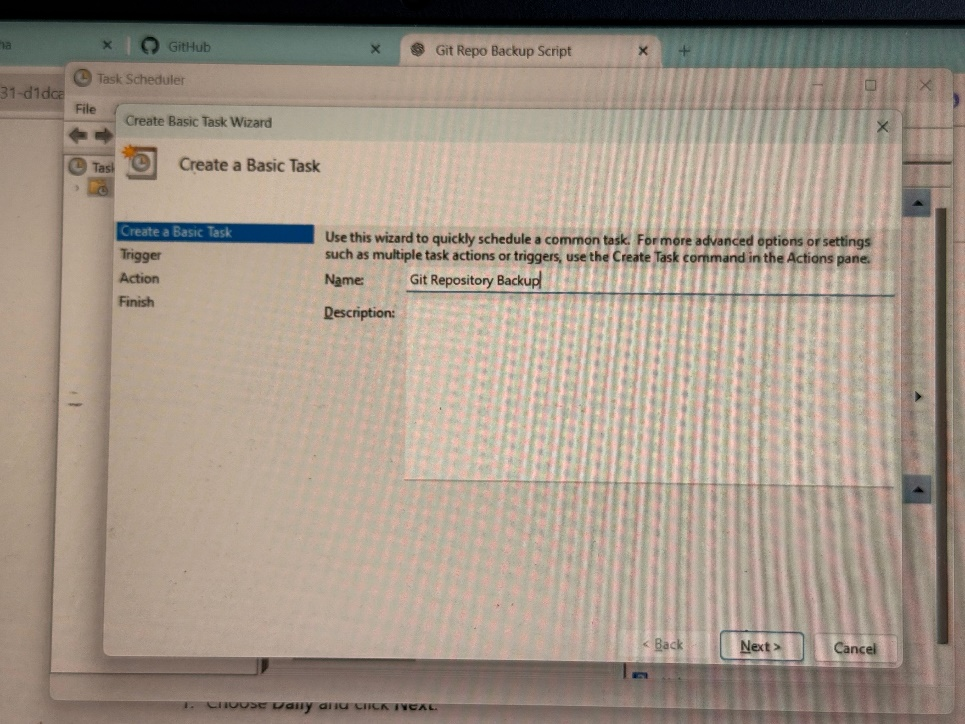 na
GitHub
Git Repo Backup Script
31-d1dca
Task Scheduler
File
Create Basic Task Wizard
Create a Basic Task
Create a Basic Task
Trigger
Action
Finish
Use this wizard to quickly schedule a common task. For more advanced options or settings
such as multiple task actions or triggers, use the Create Task command in the Actions pane.
Name:
Git Repository Backup
Description:
< Back
Next >
Cancel
1. Choose Daily and click Next.